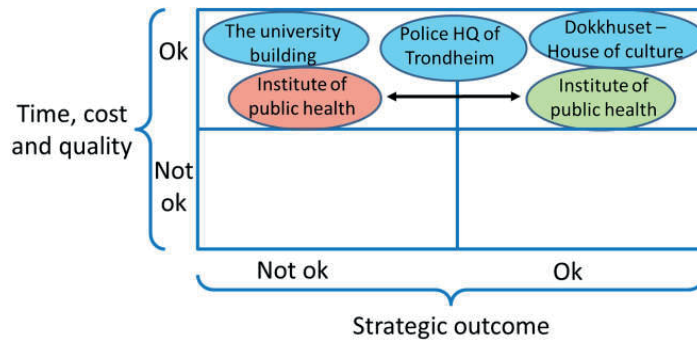 The university
building
Police HQ of
Trondheim
Dokkhuset –
House of culture
Ok
Institute of
public health
Institute of
public health
Time, cost
and quality
Not
ok
Not ok
Ok
Strategic outcome